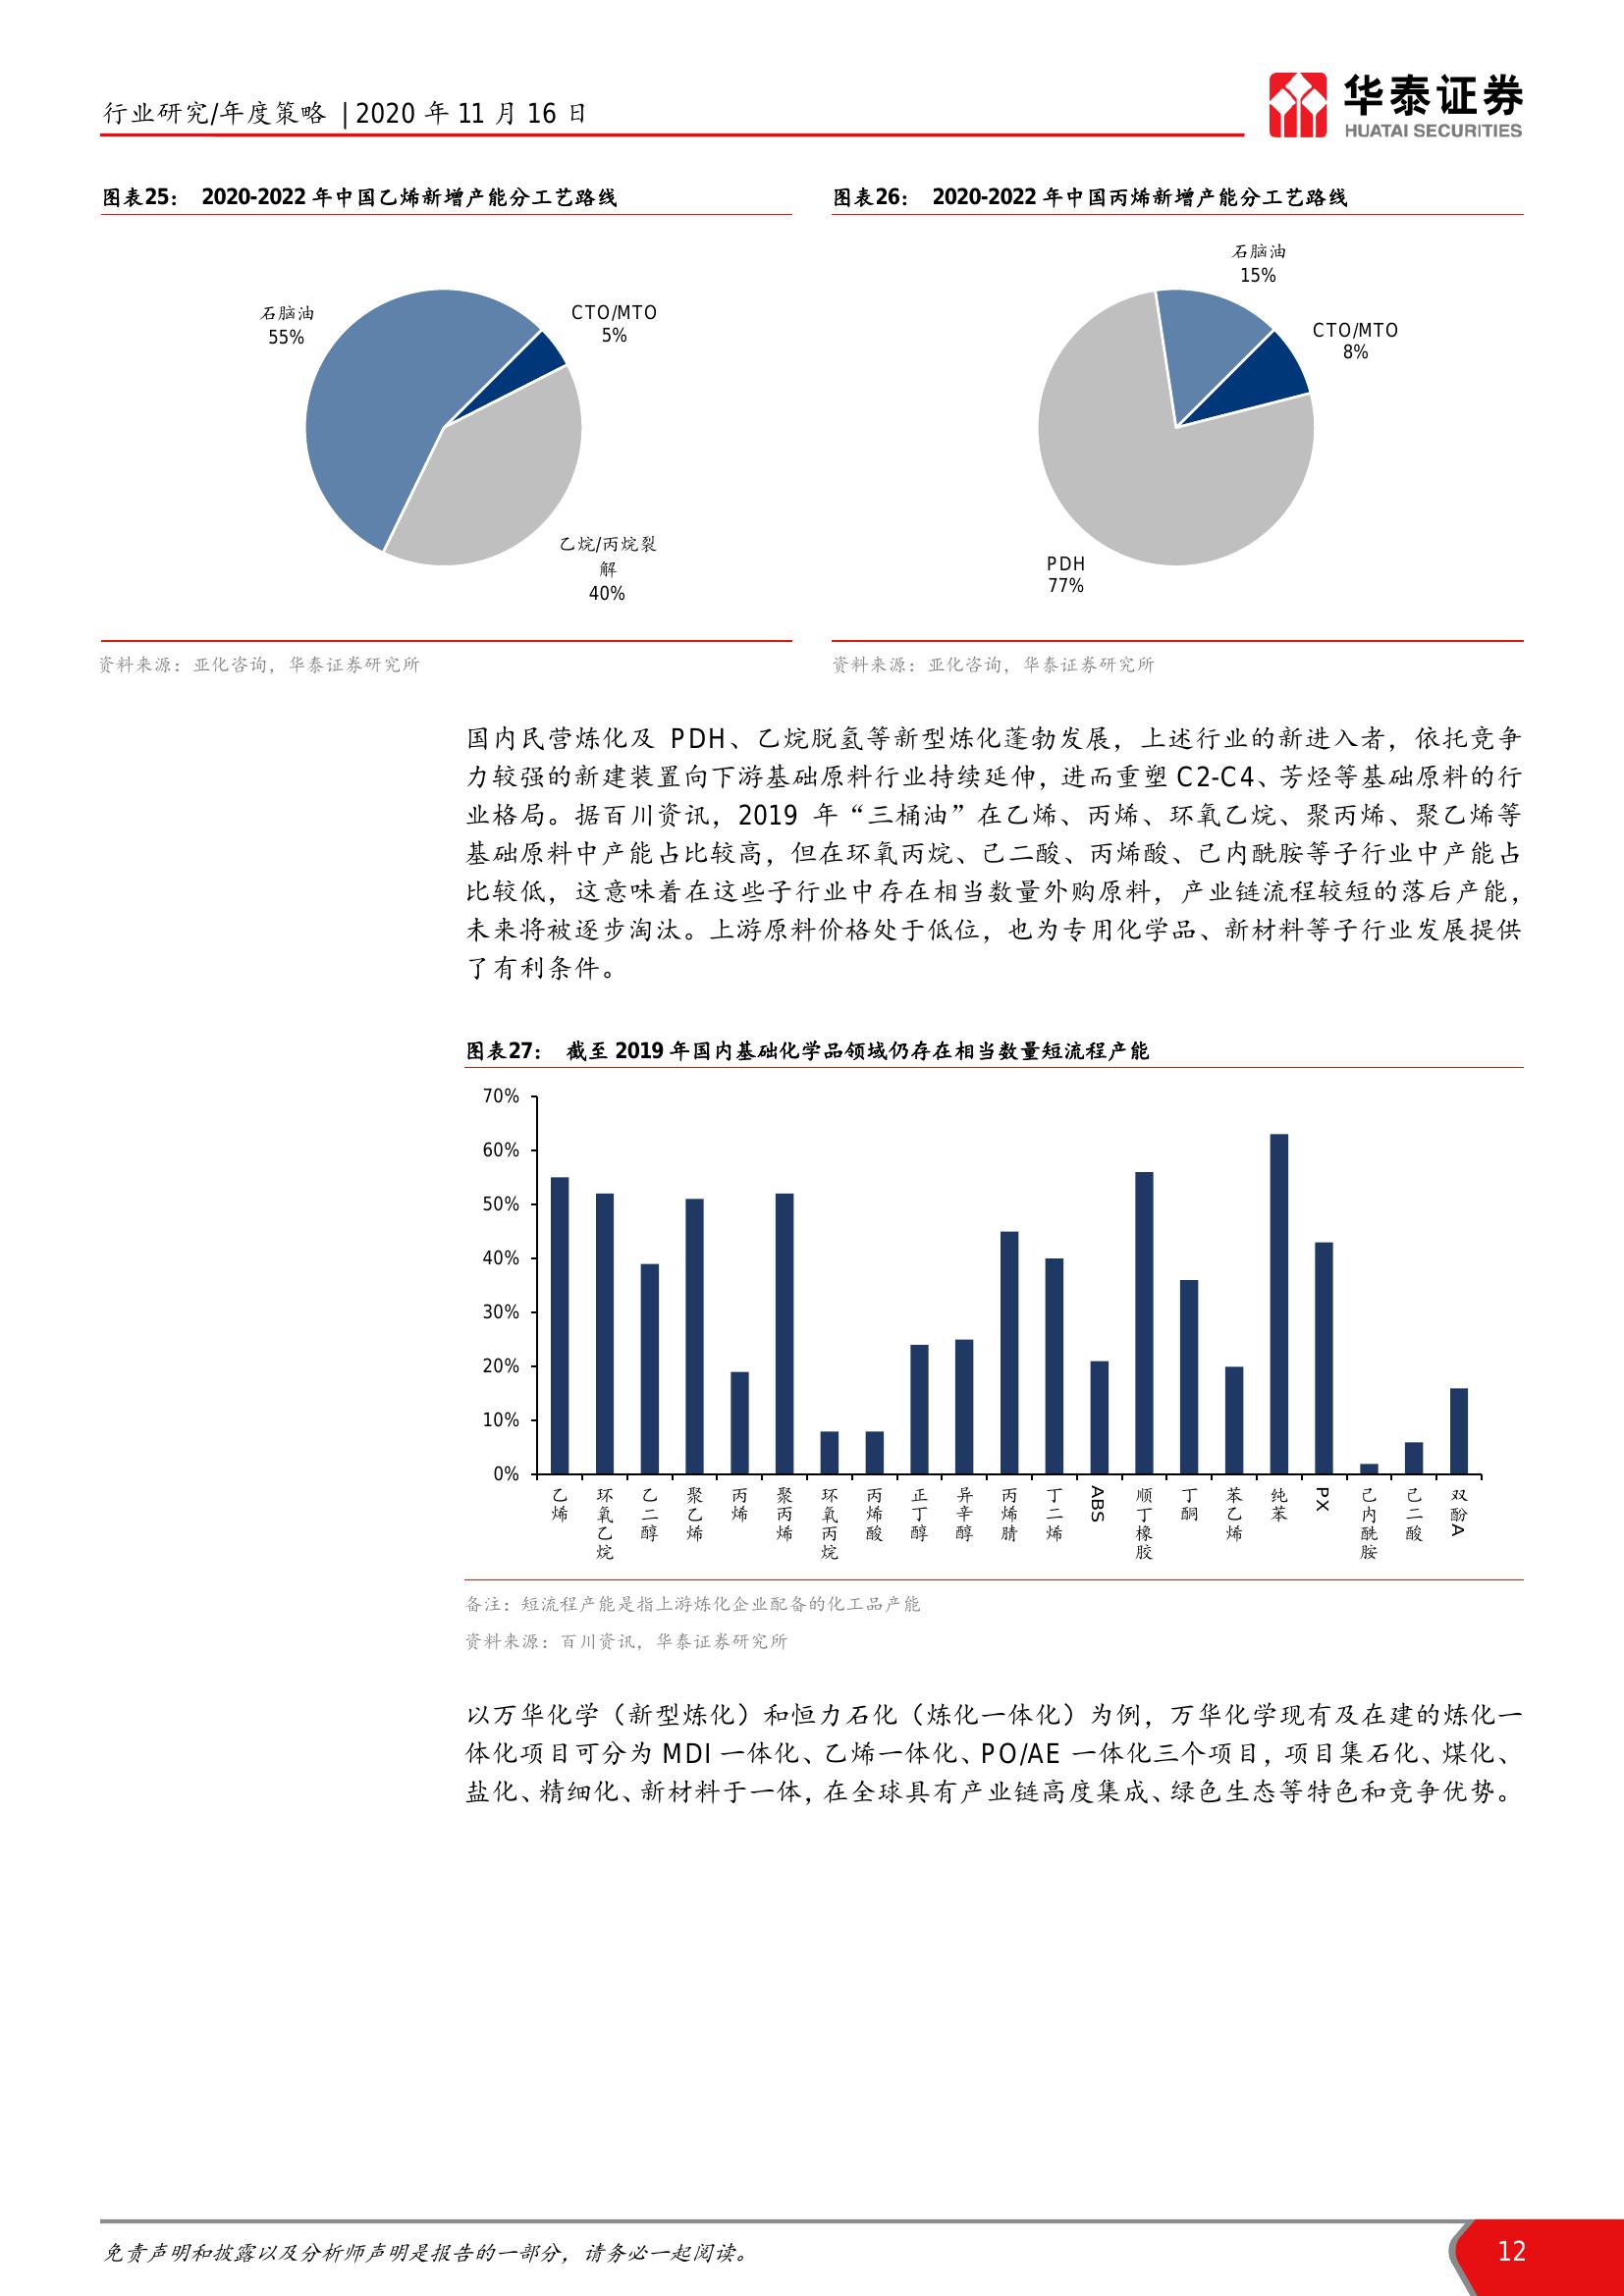 行业研究/年度策略 | 2020 年 11 月 16 日
华泰证券
HUATAI SECURITIES
图表25： 2020-2022 年中国乙烯新增产能分工艺路线
石脑油
55%
CTO/MTO
5%
乙烷/丙烷裂
解
40%
资料来源：亚化咨询，华泰证券研究所
图表26： 2020-2022 年中国丙烯新增产能分工艺路线
石脑油
15%
CTO/MTO
8%
PDH
77%
资料来源：亚化咨询，华泰证券研究所
国内民营炼化及 PDH、乙烷脱氢等新型炼化蓬勃发展，上述行业的新进入者，依托竞争
力较强的新建装置向下游基础原料行业持续延伸，进而重塑 C2-C4、芳烃等基础原料的行
业格局。据百川资讯，2019 年“三桶油”在乙烯、丙烯、环氧乙烷、聚丙烯、聚乙烯等
基础原料中产能占比较高，但在环氧丙烷、己二酸、丙烯酸、己内酰胺等子行业中产能占
比较低，这意味着在这些子行业中存在相当数量外购原料，产业链流程较短的落后产能，
未来将被逐步淘汰。上游原料价格处于低位，也为专用化学品、新材料等子行业发展提供
了有利条件。
图表27： 截至 2019 年国内基础化学品领域仍存在相当数量短流程产能
70%
60%
50%
40%
30%
20%
10%
0%
乙烯
环氧乙烷
乙二醇
聚乙烯
丙烯
聚丙烯
环氧丙烷
丙烯酸
正丁醇
异辛醇
丙烯腈
丁二烯
ABS
顺丁橡胶
丁酮
苯乙烯
纯苯
PX
己内酰胺
己二酸
双酚A
备注：短流程产能是指上游炼化企业配备的化工品产能
资料来源：百川资讯，华泰证券研究所
以万华化学（新型炼化）和恒力石化（炼化一体化）为例，万华化学现有及在建的炼化一
体化项目可分为 MDI 一体化、乙烯一体化、PO/AE 一体化三个项目，项目集石化、煤化、
盐化、精细化、新材料于一体，在全球具有产业链高度集成、绿色生态等特色和竞争优势。
免责声明和披露以及分析师声明是报告的一部分，请务必一起阅读。
12